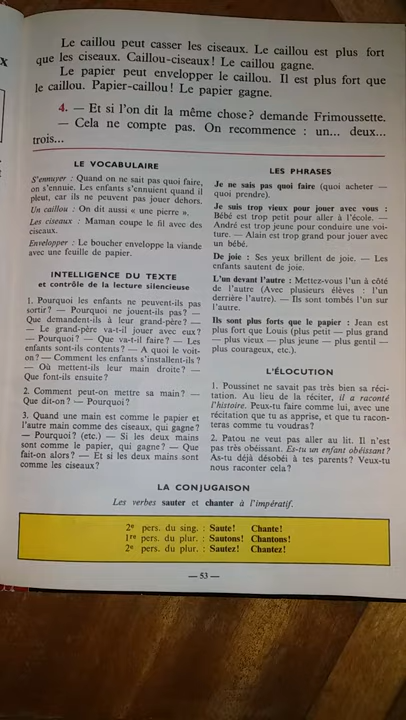 Le caillou peut casser les ciseaux. Le caillou est plus fort
que les ciseaux. Caillou-ciseaux! Le caillou gagne.
Le papier peut envelopper le caillou. Il est plus fort que
le caillou. Papier-caillou! Le papier gagne.
4. — Et si l'on dit la même chose? demande Frimoussette.
— Cela ne compte pas. On recommence : un... deux...
trois...
LE VOCABULAIRE
S'ennuyer : Quand on ne sait pas quoi faire,
on s'ennuie. Les enfants s'ennuient quand il
pleut, car ils ne peuvent pas jouer dehors.
Un caillou : On dit aussi « une pierre ».
Les ciseaux : Maman coupe le fil avec des
ciseaux.
Envelopper : Le boucher enveloppe la viande
avec une feuille de papier.
INTELLIGENCE DU TEXTE
et contrôle de la lecture silencieuse
1. Pourquoi les enfants ne peuvent-ils pas
sortir? — Pourquoi ne jouent-ils pas? —
Que demandent-ils à leur grand-père? —
— Le grand-père va-t-il jouer avec eux?
— Pourquoi? — Que va-t-il faire? — Les
enfants sont-ils contents? — A quoi le voit-
on? — Comment les enfants s'installent-ils?
— Où mettent-ils leur main droite? —
Que font-ils ensuite?
2. Comment peut-on mettre sa main? —
Que dit-on? — Pourquoi?
3. Quand une main est comme le papier et
l'autre main comme des ciseaux, qui gagne?
— Pourquoi? (etc.) — Si les deux mains
sont comme le papier, qui gagne? — Que
fait-on alors? — Et si les deux mains sont
comme les ciseaux?
LES PHRASES
Je ne sais pas quoi faire (quoi acheter —
quoi prendre).
Je suis trop vieux pour jouer avec vous :
Bébé est trop petit pour aller à l'école. —
André est trop jeune pour conduire une voi-
ture. — Alain est trop grand pour jouer avec
un bébé.
De joie : Ses yeux brillent de joie. — Les
enfants sautent de joie.
L'un devant l'autre : Mettez-vous l'un à côté
de l'autre (Avec plusieurs élèves : l'un
derrière l'autre). — Ils sont tombés l'un sur
l'autre.
Ils sont plus forts que le papier : Jean est
plus fort que Louis (plus petit — plus grand
— plus vieux — plus jeune — plus gentil —
plus courageux, etc.).
L'ÉLOCUTION
1. Poussinet ne savait pas très bien sa réci-
tation. Au lieu de la réciter, il a raconté
l'histoire. Peux-tu faire comme lui, avec une
récitation que tu as apprise, et que tu racon-
teras comme tu voudras?
2. Patou ne veut pas aller au lit. Il n'est
pas très obéissant. Es-tu un enfant obéissant?
As-tu déjà désobéi à tes parents? Veux-tu
nous raconter cela?
LA CONJUGAISON
Les verbes sauter et chanter à l'impératif.
2e pers. du sing. : Saute! Chante!
1re pers. du plur. : Sautons! Chantons!
2e pers. du plur. : Sautez! Chantez!
— 53 —